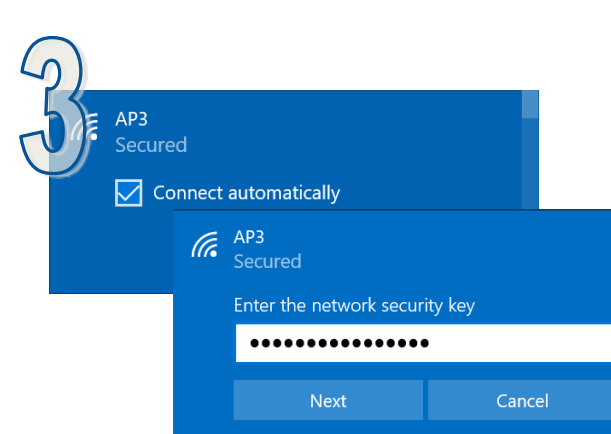 3
AP3
Secured
Connect automatically
AP3
Secured
Enter the network security key
●●●●●●●●●●●●●●●●
Next
Cancel